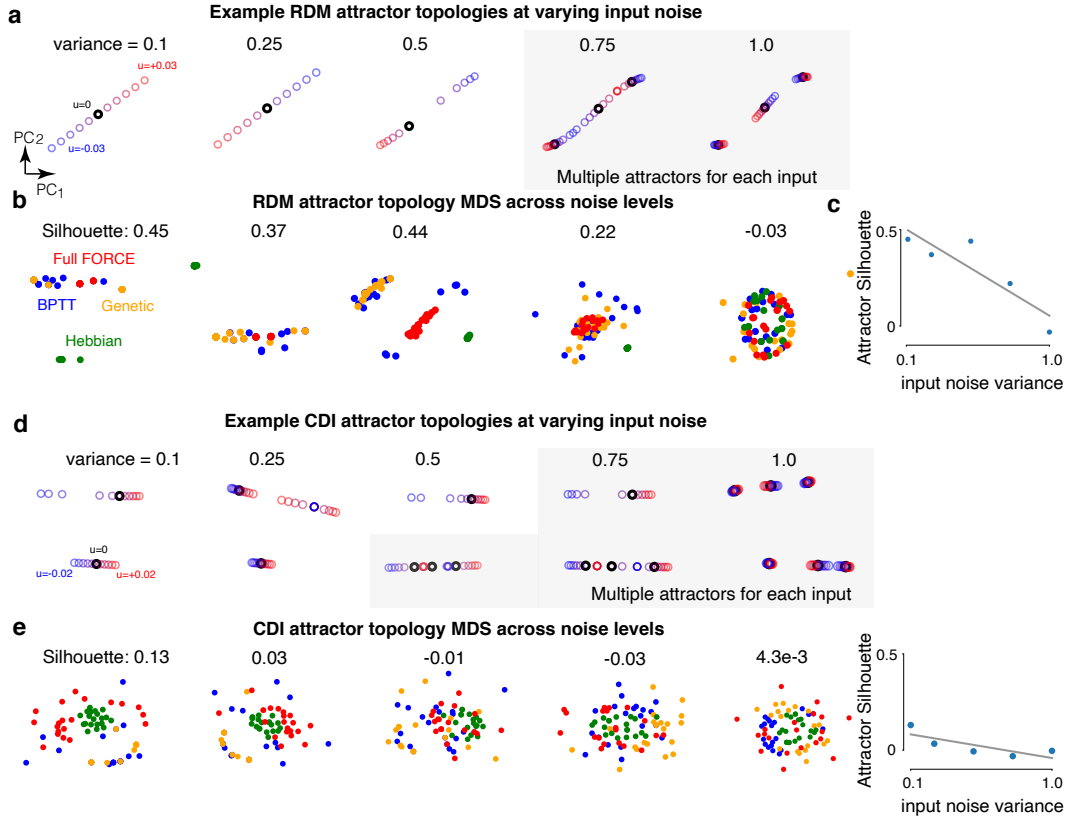 a
Example RDM attractor topologies at varying input noise
variance = 0.1
0.25
0.5
0.75
1.0
u=+0.03
u=0
u=-0.03
PC2
PC1
Multiple attractors for each input
b
RDM attractor topology MDS across noise levels
Silhouette: 0.45
0.37
0.44
0.22
-0.03
Full FORCE
BPTT
Genetic
Hebbian
c
Attractor Silhouette
0.5
0
0.1
1.0
input noise variance
d
Example CDI attractor topologies at varying input noise
variance = 0.1
0.25
0.5
0.75
1.0
u=0
u=-0.02
u=+0.02
Multiple attractors for each input
e
CDI attractor topology MDS across noise levels
Silhouette: 0.13
0.03
-0.01
-0.03
4.3e-3
Attractor Silhouette
0.5
0
0.1
1.0
input noise variance